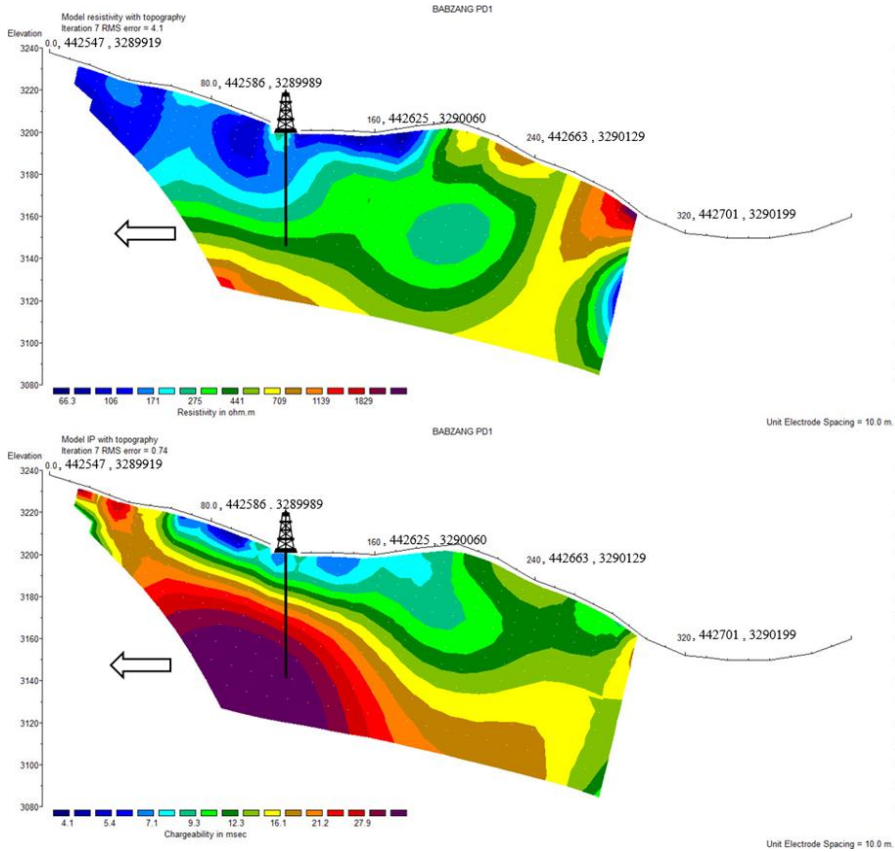 BABZANG PD1
Model resistivity with topography
Iteration 7 RMS error = 4.1
Elevation
0.0, 442547 , 3289919
3240
80.0, 442586 , 3289989
3220
160, 442625 , 3290060
240, 442663 , 3290129
3200
3180
320, 442701 , 3290199
3160
3140
3120
3100
3080
66.3 106 171 275 441 709 1139 1829
Resistivity in ohm.m
Unit Electrode Spacing = 10.0 m.
BABZANG PD1
Model IP with topography
Iteration 7 RMS error = 0.74
Elevation
0.0, 442547 , 3289919
3240
80.0, 442586 , 3289989
3220
160, 442625 , 3290060
240, 442663 , 3290129
3200
3180
320, 442701 , 3290199
3160
3140
3120
3100
3080
4.1 5.4 7.1 9.3 12.3 16.1 21.2 27.9
Chargeability in msec
Unit Electrode Spacing = 10.0 m.